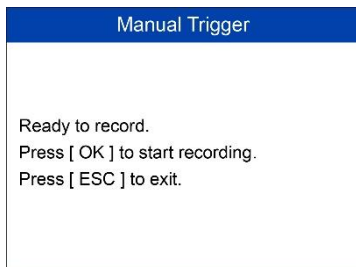 Manual Trigger
Ready to record.
Press [ OK ] to start recording.
Press [ ESC ] to exit.